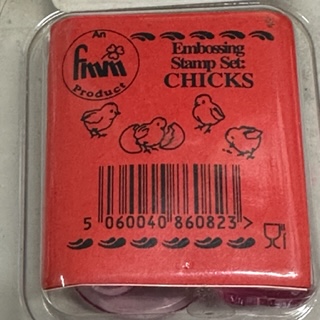 An
fmm
Product
Embossing
Stamp Set:
CHICKS
5 060040 860823 >